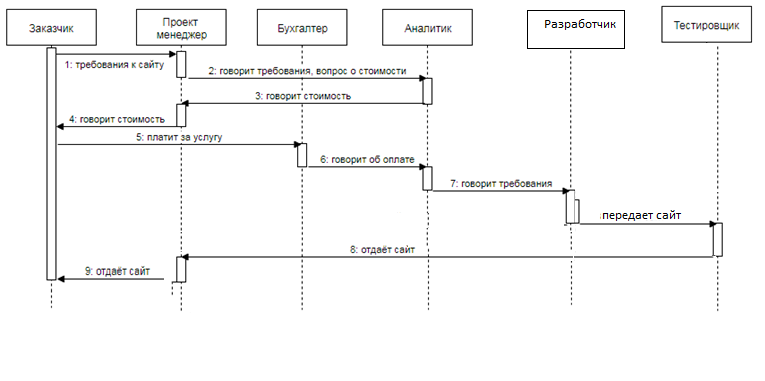 Заказчик
Проект
менеджер
Бухгалтер
Аналитик
Разработчик
Тестировщик
1: требования к сайту
2: говорит требования, вопрос о стоимости
3: говорит стоимость
4: говорит стоимость
5: платит за услугу
6: говорит об оплате
7: говорит требования
передает сайт
8: отдаёт сайт
9: отдаёт сайт